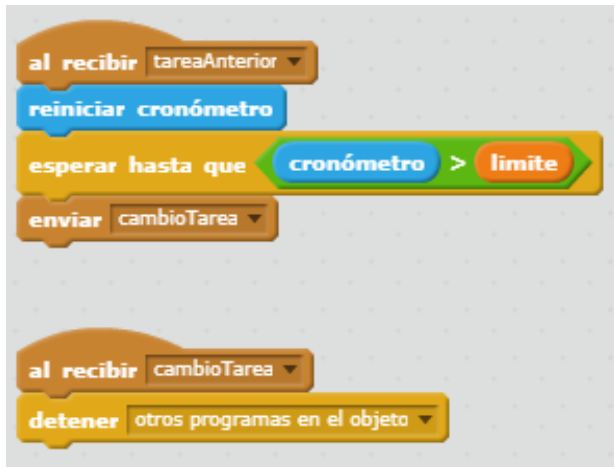 al recibir tareaAnterior
reiniciar cronómetro
esperar hasta que cronómetro > limite
enviar cambioTarea
al recibir cambioTarea
detener otros programas en el objeto